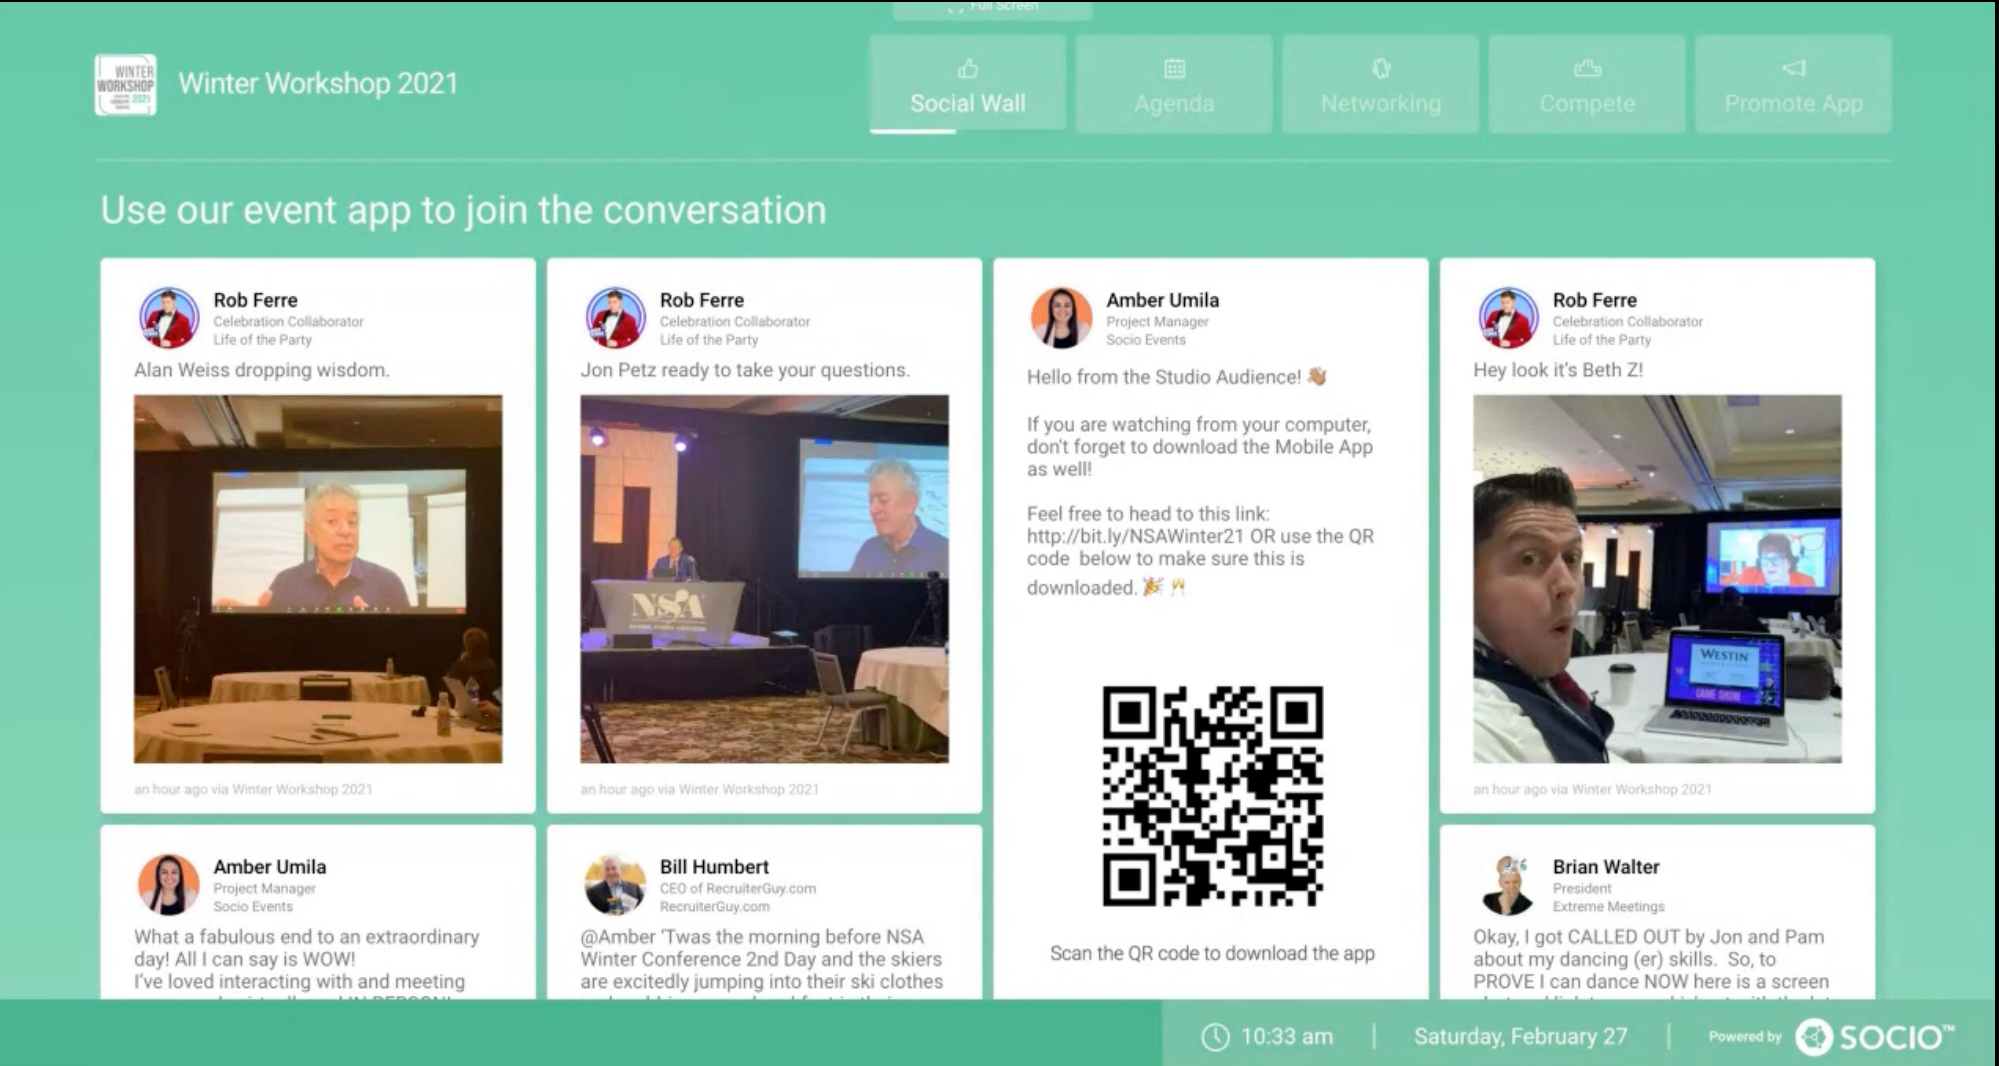 Full Screen
WINTER
WORKSHOP
2021
Winter Workshop 2021
Social Wall
Agenda
Networking
Compete
Promote App
Use our event app to join the conversation
Rob Ferre
Celebration Collaborator
Life of the Party
Alan Weiss dropping wisdom.
an hour ago via Winter Workshop 2021
Rob Ferre
Celebration Collaborator
Life of the Party
Jon Petz ready to take your questions.
NSA
an hour ago via Winter Workshop 2021
Amber Umila
Project Manager
Socio Events
Hello from the Studio Audience! 👋🏽
If you are watching from your computer,
don't forget to download the Mobile App
as well!
Feel free to head to this link:
http://bit.ly/NSAWinter21 OR use the QR
code  below to make sure this is
downloaded. 🎉 🥂
Scan the QR code to download the app
Rob Ferre
Celebration Collaborator
Life of the Party
Hey look it's Beth Z!
WESTIN
GAME SHOW
an hour ago via Winter Workshop 2021
Amber Umila
Project Manager
Socio Events
What a fabulous end to an extraordinary
day! All I can say is WOW!
I've loved interacting with and meeting
Bill Humbert
CEO of RecruiterGuy.com
RecruiterGuy.com
@Amber 'Twas the morning before NSA
Winter Conference 2nd Day and the skiers
are excitedly jumping into their ski clothes
Brian Walter
President
Extreme Meetings
Okay, I got CALLED OUT by Jon and Pam
about my dancing (er) skills.  So, to
PROVE I can dance NOW here is a screen
10:33 am
Saturday, February 27
Powered by
SOCIO™